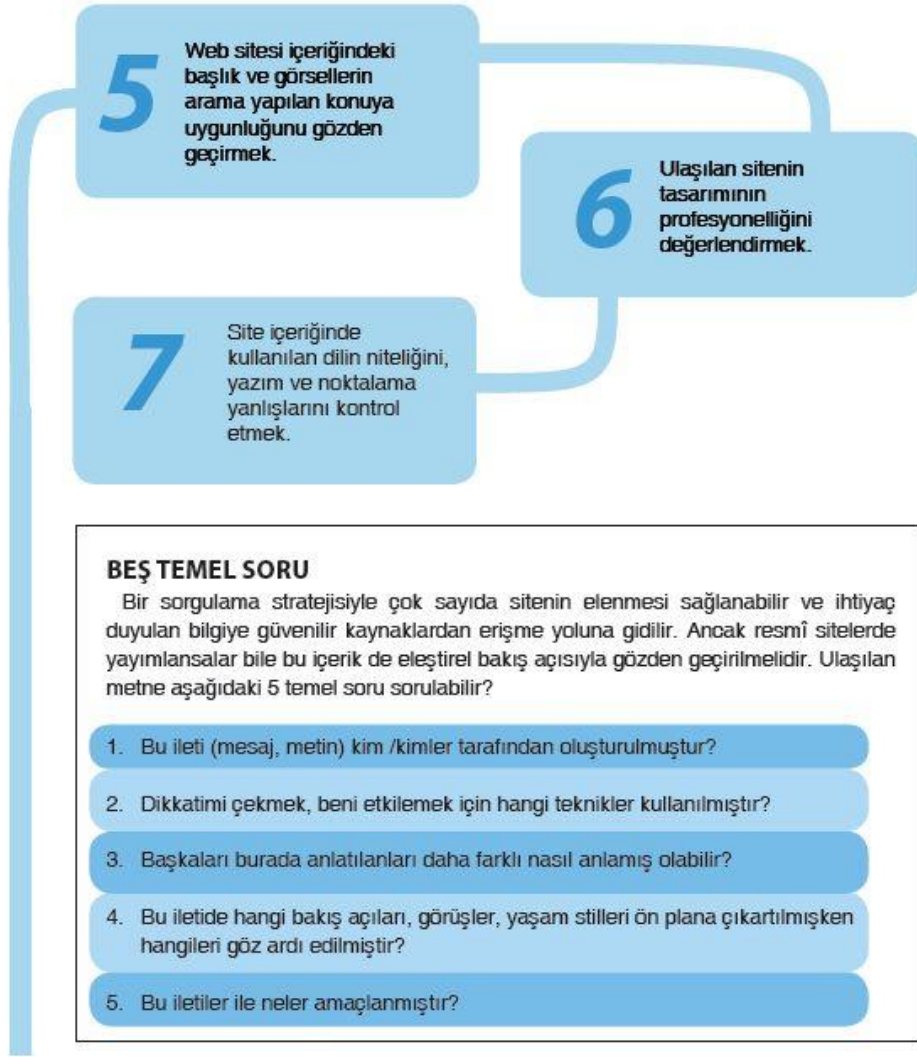 5
Web sitesi içeriğindeki
başlık ve görsellerin
arama yapılan konuya
uygunluğunu gözden
geçirmek.
6
Ulaşılan sitenin
tasarımının
profesyonelliğini
değerlendirmek.
7
Site içeriğinde
kullanılan dilin niteliğini,
yazım ve noktalama
yanlışlarını kontrol
etmek.
BEŞ TEMEL SORU
Bir sorgulama stratejisiyle çok sayıda sitenin elenmesi sağlanabilir ve ihtiyaç
duyulan bilgiye güvenilir kaynaklardan erişme yoluna gidilir. Ancak resmî sitelerde
yayımlansalar bile bu içerik de eleştirel bakış açısıyla gözden geçirilmelidir. Ulaşılan
metne aşağıdaki 5 temel soru sorulabilir?
1. Bu ileti (mesaj, metin) kim /kimler tarafından oluşturulmuştur?
2. Dikkatimi çekmek, beni etkilemek için hangi teknikler kullanılmıştır?
3. Başkaları burada anlatılanları daha farklı nasıl anlamış olabilir?
4. Bu iletide hangi bakış açıları, görüşler, yaşam stilleri ön plana çıkartılmışken
hangileri göz ardı edilmiştir?
5. Bu iletiler ile neler amaçlanmıştır?